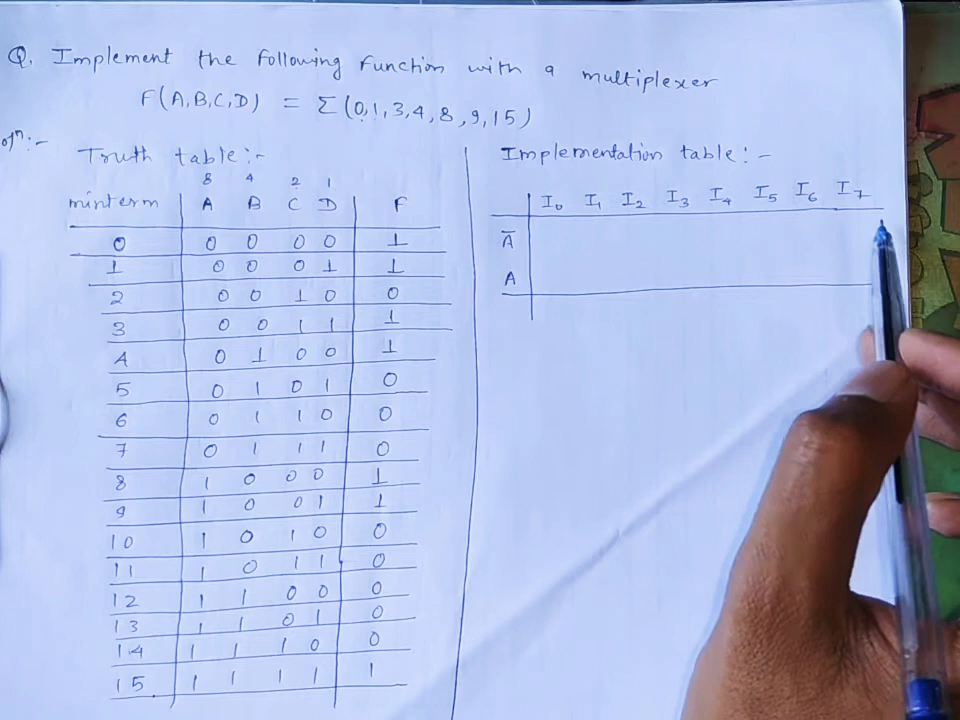 Q. Implement the following function with a multiplexer
F(A,B,C,D) = Σ(0,1,3,4,8,9,15)
olⁿ:-
Truth table:-
8 4 2 1
minterm A B C D F
0 0 0 0 0 1
1 0 0 0 1 1
2 0 0 1 0 0
3 0 0 1 1 1
4 0 1 0 0 1
5 0 1 0 1 0
6 0 1 1 0 0
7 0 1 1 1 0
8 1 0 0 0 1
9 1 0 0 1 1
10 1 0 1 0 0
11 1 0 1 1 0
12 1 1 0 0 0
13 1 1 0 1 0
14 1 1 1 0 0
15 1 1 1 1 1
Implementation table:-
I₀ I₁ I₂ I₃ I₄ I₅ I₆ I₇
A̅
A